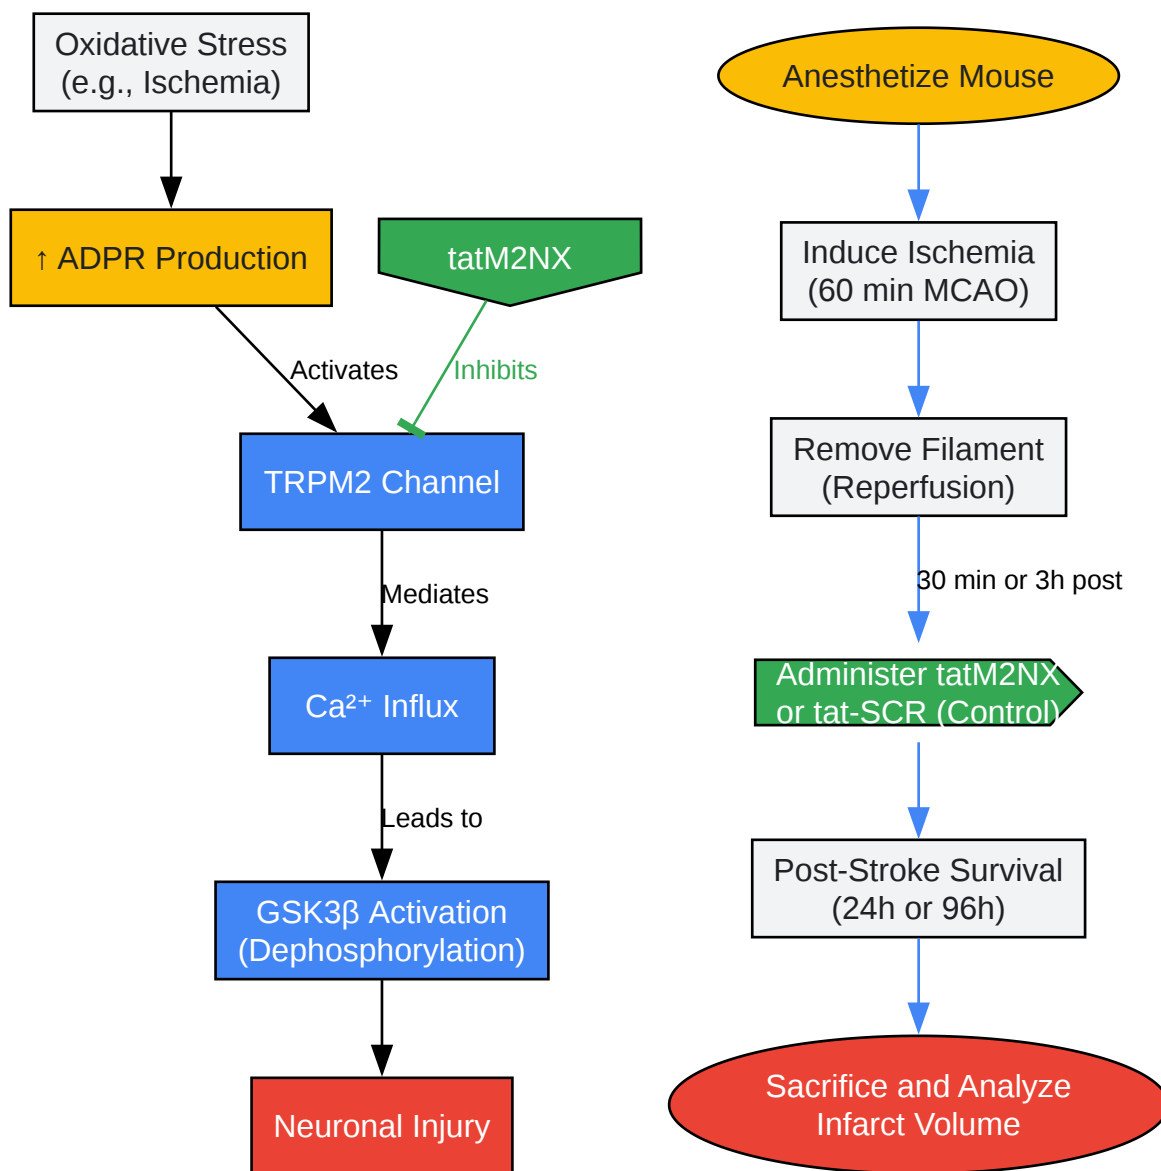 Oxidative Stress
(e.g., Ischemia)
↑ ADPR Production
tatM2NX
Activates
Inhibits
TRPM2 Channel
Mediates
Ca²⁺ Influx
Leads to
GSK3β Activation
(Dephosphorylation)
Neuronal Injury
Anesthetize Mouse
Induce Ischemia
(60 min MCAO)
Remove Filament
(Reperfusion)
30 min or 3h post
Administer tatM2NX
or tat-SCR (Control)
Post-Stroke Survival
(24h or 96h)
Sacrifice and Analyze
Infarct Volume